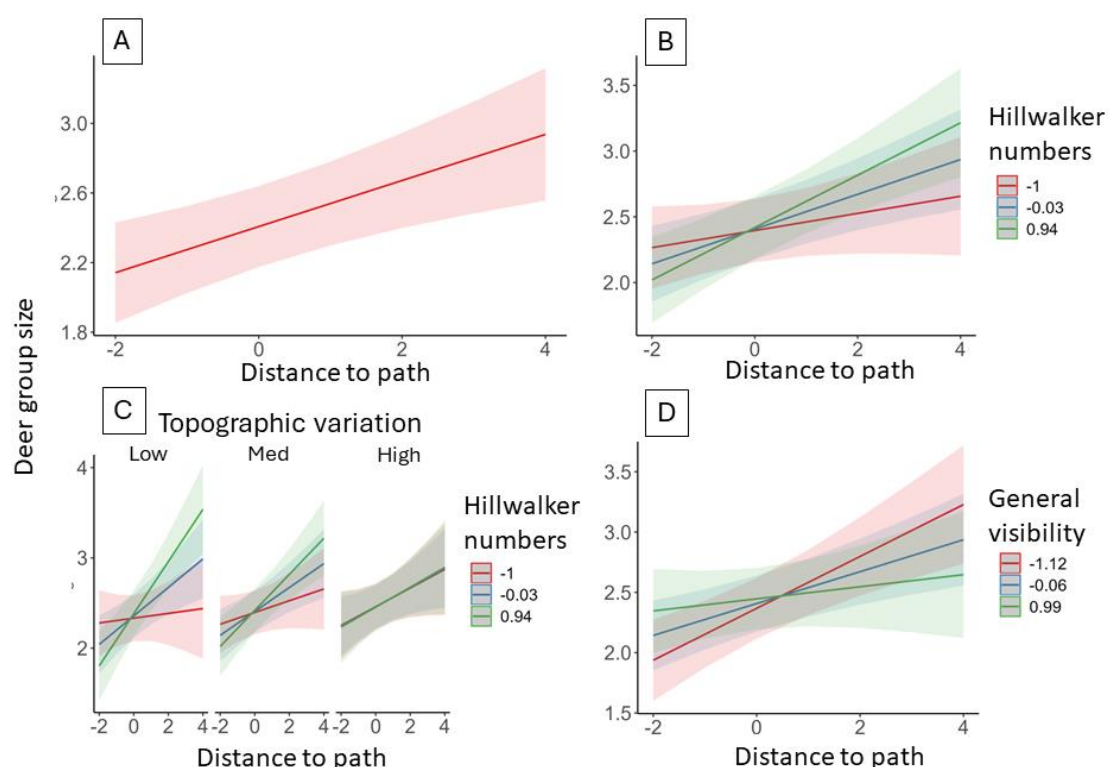 A
B
3.0
2.6
2.2
1.8
-2 0 2 4
Distance to path
3.5
3.0
2.5
2.0
-2 0 2 4
Distance to path
Hillwalker
numbers
-1
-0.03
0.94
Deer group size
C
Topographic variation
Low Med High
4
3
2
-2 0 2 4 -2 0 2 4 -2 0 2 4
Distance to path
Hillwalker
numbers
-1
-0.03
0.94
D
3.5
3.0
2.5
2.0
1.5
-2 0 2 4
Distance to path
General
visibility
-1.12
-0.06
0.99